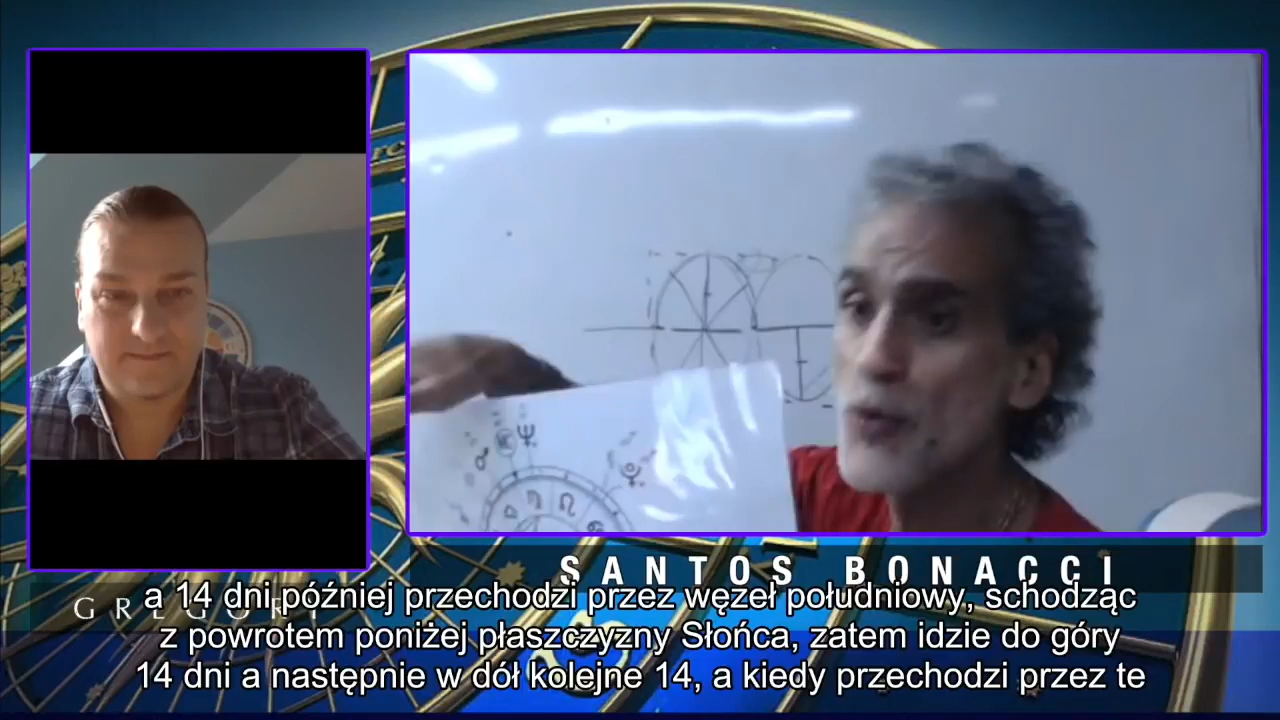 SANTOS BONACCI
GREGOR
a 14 dni później przechodzi przez węzeł południowy, schodząc
z powrotem poniżej płaszczyzny Słońca, zatem idzie do góry
14 dni a następnie w dół kolejne 14, a kiedy przechodzi przez te